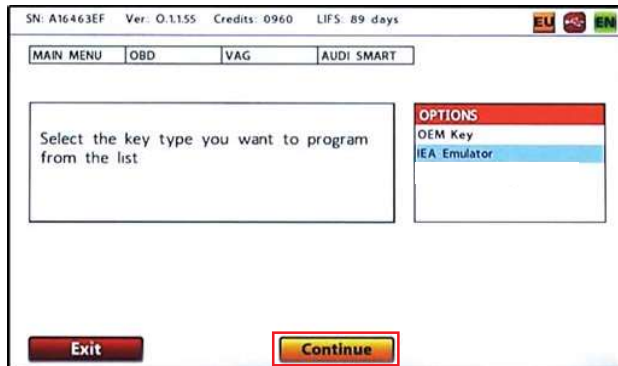 SN: A16463EF Ver: O.1.1.55 Credits: 0960 LIFS: 89 days EU EN
MAIN MENU OBD VAG AUDI SMART
Select the key type you want to program
from the list
OPTIONS
OEM Key
IEA Emulator
Exit Continue